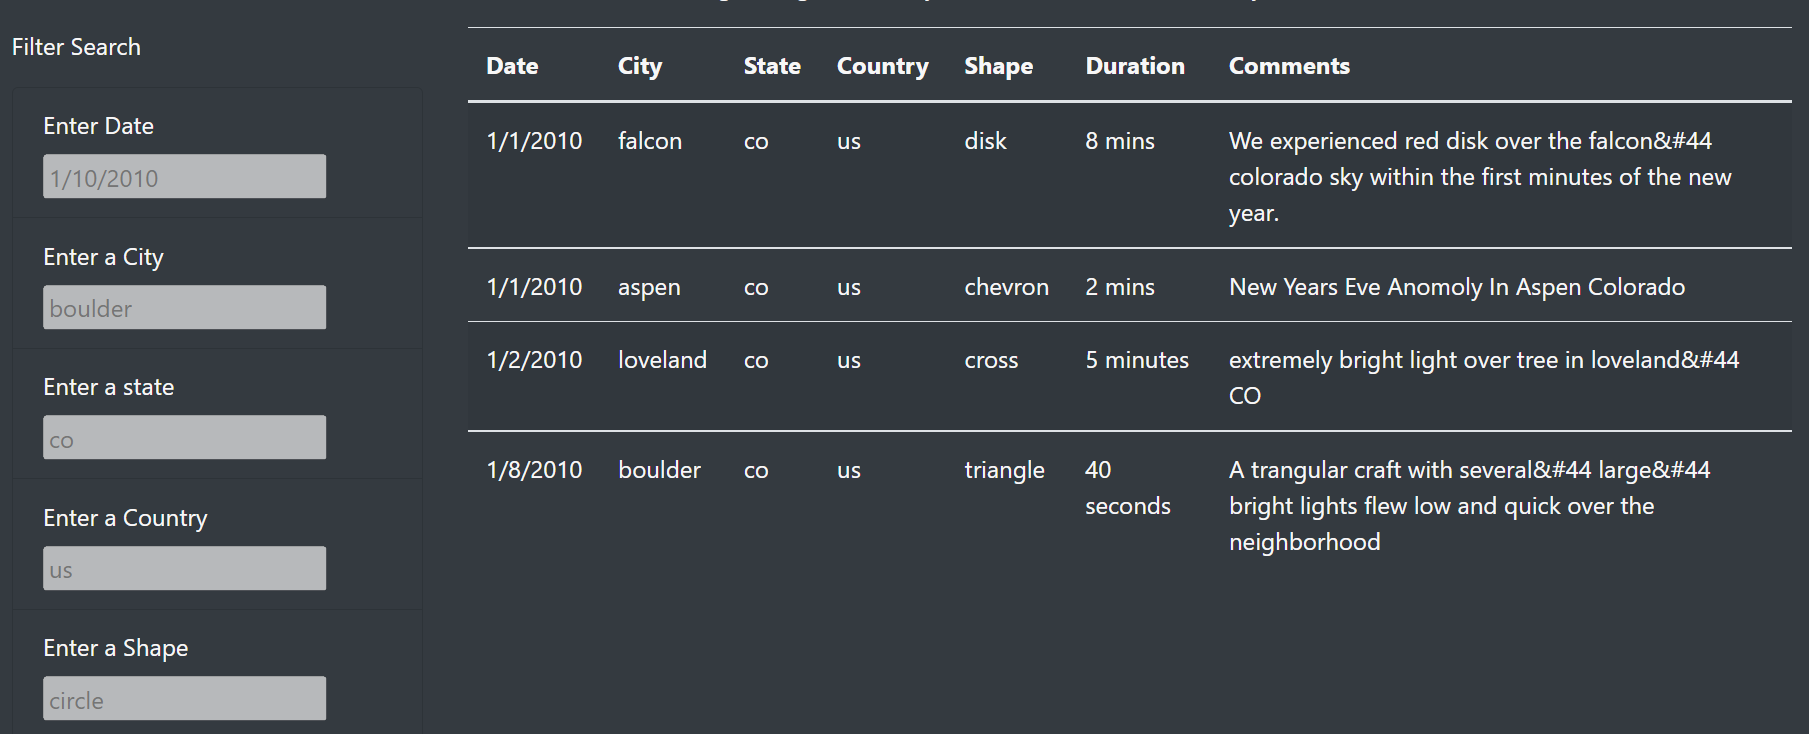 Filter Search
Enter Date
1/10/2010
Enter a City
boulder
Enter a state
co
Enter a Country
us
Enter a Shape
circle
Date City State Country Shape Duration Comments
1/1/2010 falcon co us disk 8 mins We experienced red disk over the falcon&#44
colorado sky within the first minutes of the new
year.
1/1/2010 aspen co us chevron 2 mins New Years Eve Anomoly In Aspen Colorado
1/2/2010 loveland co us cross 5 minutes extremely bright light over tree in loveland&#44
CO
1/8/2010 boulder co us triangle 40 A trangular craft with several&#44 large&#44
seconds bright lights flew low and quick over the
neighborhood